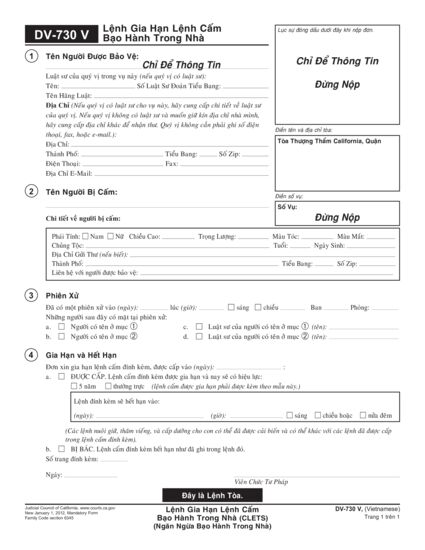 DV-730 V
Lệnh Gia Hạn Lệnh Cấm
Bạo Hành Trong Nhà
Lục sự đóng dấu dưới đây khi nộp đơn.
1 Tên Người Được Bảo Vệ:
Chỉ Để Thông Tin
Luật sư của quý vị trong vụ này (nếu quý vị có luật sư):
Tên: Số Luật Sư Đoàn Tiểu Bang:
Tên Hãng Luật:
Địa Chỉ (Nếu quý vị có luật sư cho vụ này, hãy cung cấp chi tiết về luật sư
của quý vị. Nếu quý vị không có luật sư và muốn giữ kín địa chỉ nhà mình,
hãy cung cấp địa chỉ khác để nhận thư. Quý vị không cần phải ghi số điện
thoại, fax, hoặc e-mail.):
Địa Chỉ:
Thành Phố: Tiểu Bang: Số Zip:
Điện Thoại: Fax:
Địa Chỉ E-Mail:
Chỉ Để Thông Tin
Đừng Nộp
Điền tên và địa chỉ tòa:
Tòa Thượng Thẩm California, Quận
2 Tên Người Bị Cấm:
Điền số vụ:
Số Vụ:
Đừng Nộp
Chi tiết về người bị cấm:
Phái Tính: Nam Nữ Chiều Cao: Trọng Lượng: Màu Tóc: Màu Mắt:
Chủng Tộc: Tuổi: Ngày Sinh:
Địa Chỉ Gửi Thư (nếu biết):
Thành Phố: Tiểu Bang: Số Zip:
Liên hệ với người được bảo vệ:
3 Phiên Xử
Đã có một phiên xử vào (ngày): lúc (giờ): sáng chiều Ban Phòng:
Những người sau đây có mặt tại phiên xử:
a. Người có tên ở mục 1 c. Luật sư của người có tên ở mục 1 (tên):
b. Người có tên ở mục 2 d. Luật sư của người có tên ở mục 2 (tên):
4 Gia Hạn và Hết Hạn
Đơn xin gia hạn lệnh cấm đính kèm, được cấp vào (ngày): :
a. ĐƯỢC CẤP. Lệnh cấm đính kèm được gia hạn và nay sẽ có hiệu lực:
5 năm thường trực (lệnh cấm được gia hạn phải được kèm theo mẫu này.)
Lệnh đính kèm sẽ hết hạn vào:
(ngày): (giờ): sáng chiều hoặc nửa đêm
(Các lệnh nuôi giữ, thăm viếng, và cấp dưỡng cho con có thể đã được cải biến và có thể khác với các lệnh đã được cấp
trong lệnh cấm đính kèm).
b. BỊ BÁC. Lệnh cấm đính kèm hết hạn như đã ghi trong lệnh đó.
Số trang đính kèm:
Ngày:
Viên Chức Tư Pháp
Đây là Lệnh Tòa.
Judicial Council of California, www.courts.ca.gov
New January 1, 2012, Mandatory Form
Family Code section 6345
Lệnh Gia Hạn Lệnh Cấm
Bạo Hành Trong Nhà (CLETS)
(Ngăn Ngừa Bạo Hành Trong Nhà)
DV-730 V, (Vietnamese)
Trang 1 trên 1